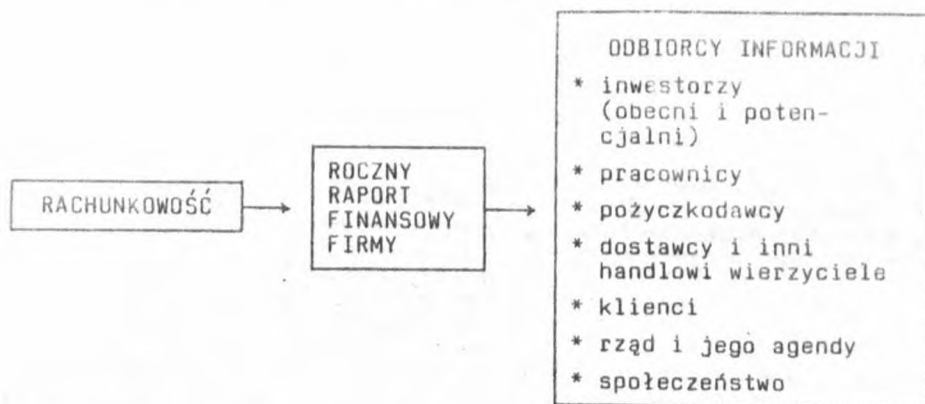 RACHUNKOWOŚĆ
ROCZNY
RAPORT
FINANSOWY
FIRMY
ODBIORCY INFORMACJI
* inwestorzy
(obecni i poten-
cjalni)
* pracownicy
* pożyczkodawcy
* dostawcy i inni
handlowi wierzyciele
* klienci
* rząd i jego agendy
* społeczeństwo